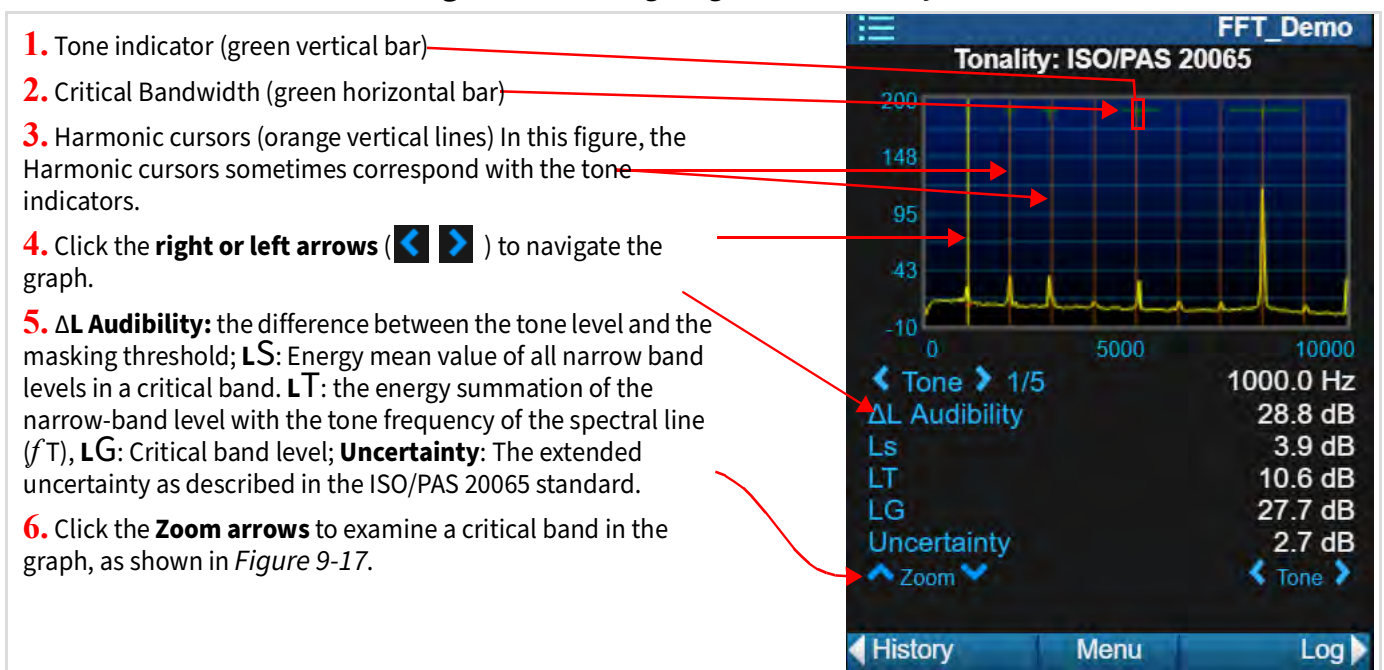 1. Tone indicator (green vertical bar)
2. Critical Bandwidth (green horizontal bar)
3. Harmonic cursors (orange vertical lines) In this figure, the
Harmonic cursors sometimes correspond with the tone
indicators.
4. Click the right or left arrows ( ) to navigate the
graph.
5. ΔL Audibility: the difference between the tone level and the
masking threshold; LS: Energy mean value of all narrow band
levels in a critical band. LT: the energy summation of the
narrow-band level with the tone frequency of the spectral line
(f T), LG: Critical band level; Uncertainty: The extended
uncertainty as described in the ISO/PAS 20065 standard.
6. Click the Zoom arrows to examine a critical band in the
graph, as shown in Figure 9-17.
FFT_Demo
Tonality: ISO/PAS 20065
200
148
95
43
-10
0 5000 10000
Tone 1/5 1000.0 Hz
ΔL Audibility 28.8 dB
Ls 3.9 dB
LT 10.6 dB
LG 27.7 dB
Uncertainty 2.7 dB
Zoom Tone
History Menu Log